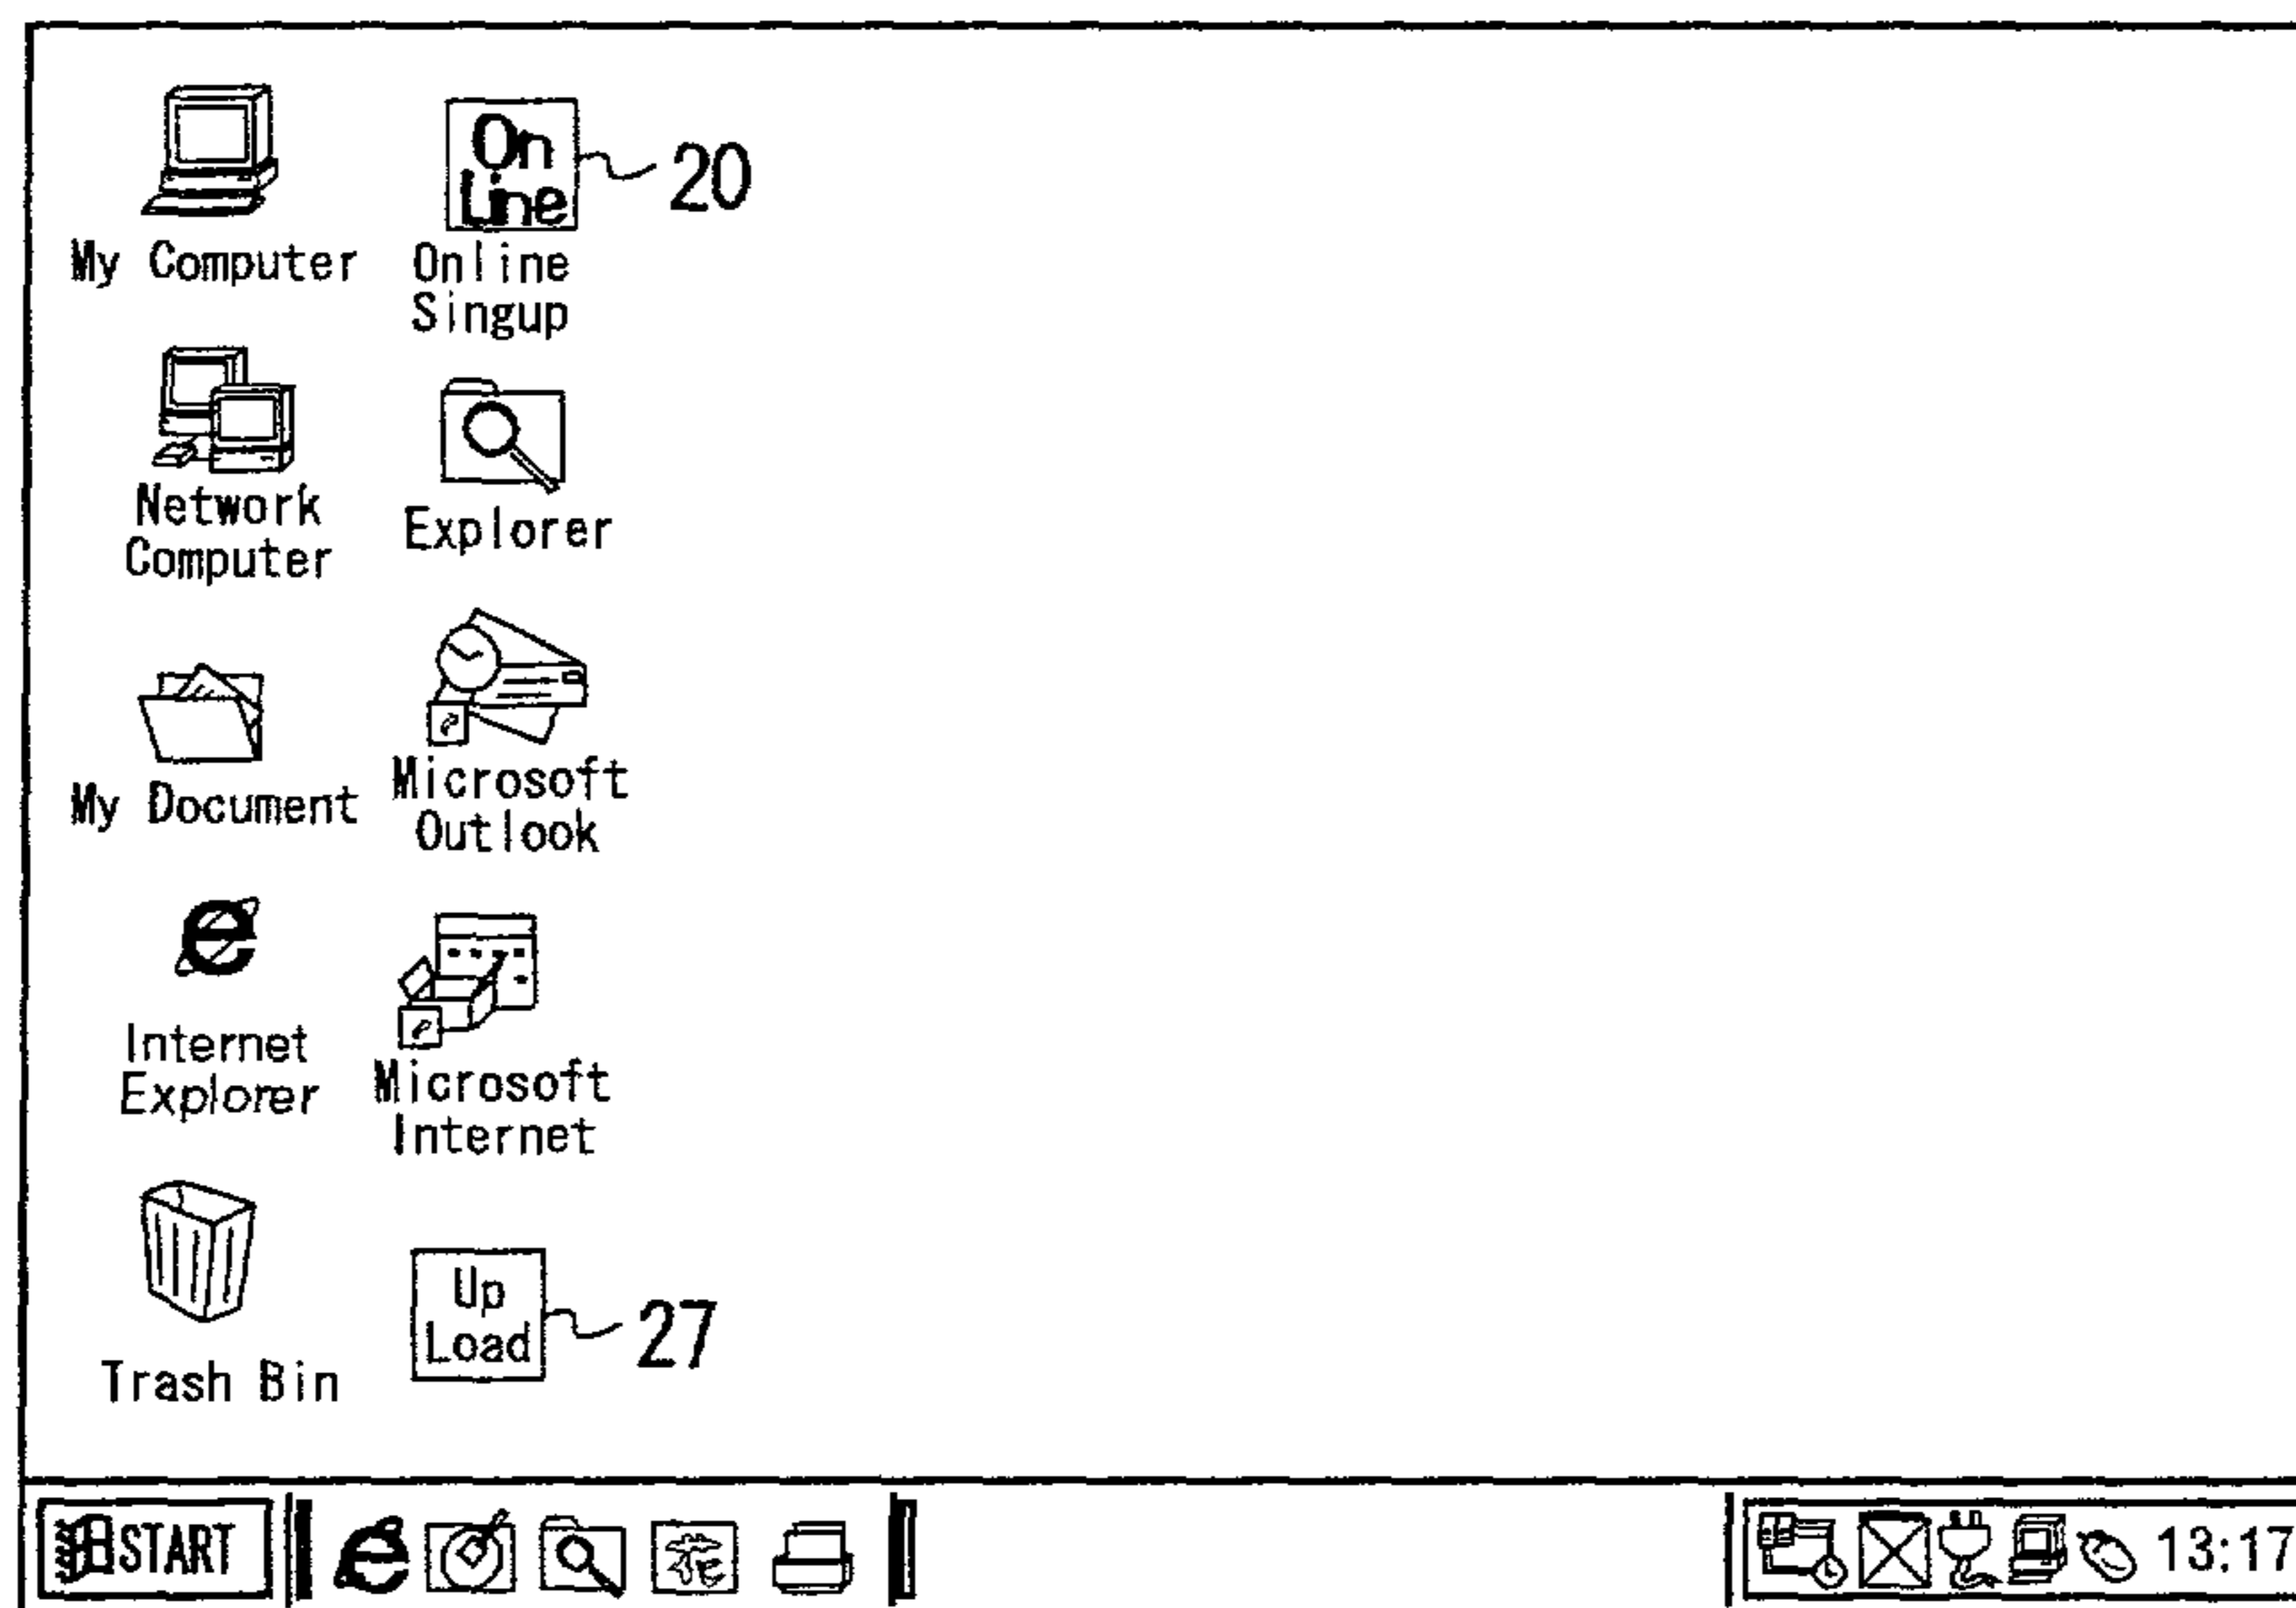 My Computer
On
Line
20
Online
Singup
Network
Computer
Explorer
My Document
Microsoft
Outlook
Internet
Explorer
Microsoft
Internet
Trash Bin
Up
Load
27
START
花
13:17